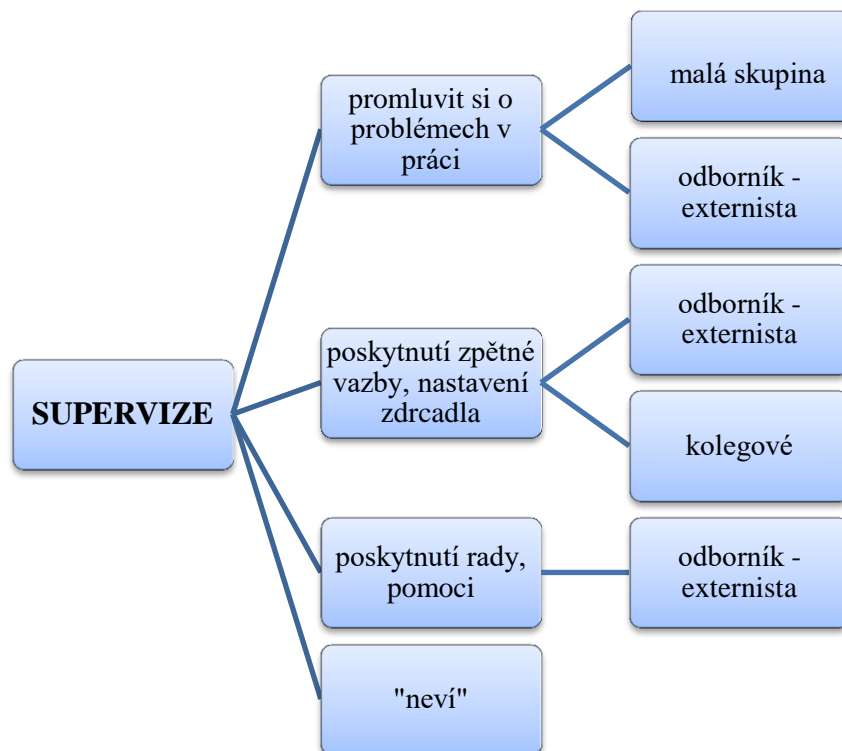 SUPERVIZE
promluvit si o
problémech v
práci
malá skupina
odborník -
externista
poskytnutí zpětné
vazby, nastavení
zdrcadla
odborník -
externista
kolegové
poskytnutí rady,
pomoci
odborník -
externista
"neví"